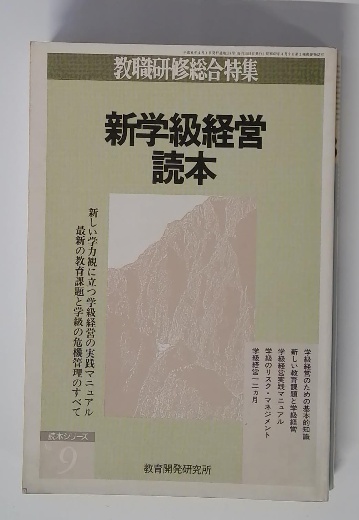 教職研修総合特集
新学級経営
読本
新しい学力観に立つ学級経営の実践マニュアル
最新の教育課題と学級の危機管理のすべて
学級経営のための基本的知識
新しい教育課題と学級経営
学級経営実践マニュアル
学級のリスク・マネジメント
学級経営一二ヵ月
読本シリーズ
9
教育開発研究所